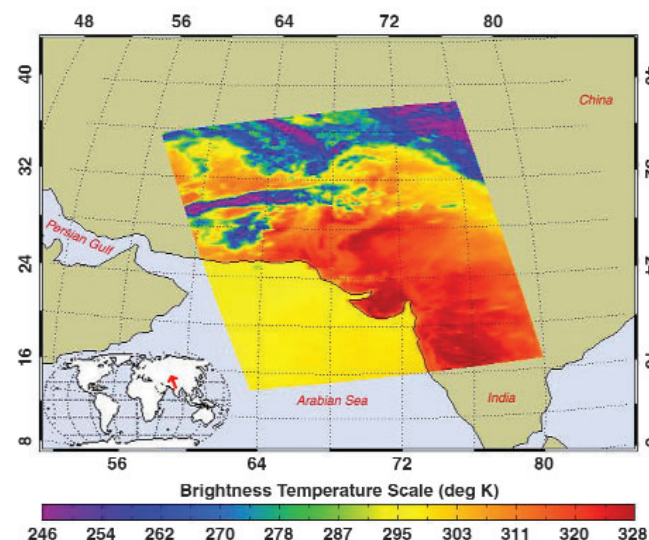 48 56 64 72 80
40
China
32
Persian Gulf
24
16
Arabian Sea
India
8
56 64 72 80
Brightness Temperature Scale (deg K)
246 254 262 270 278 287 295 303 311 320 328